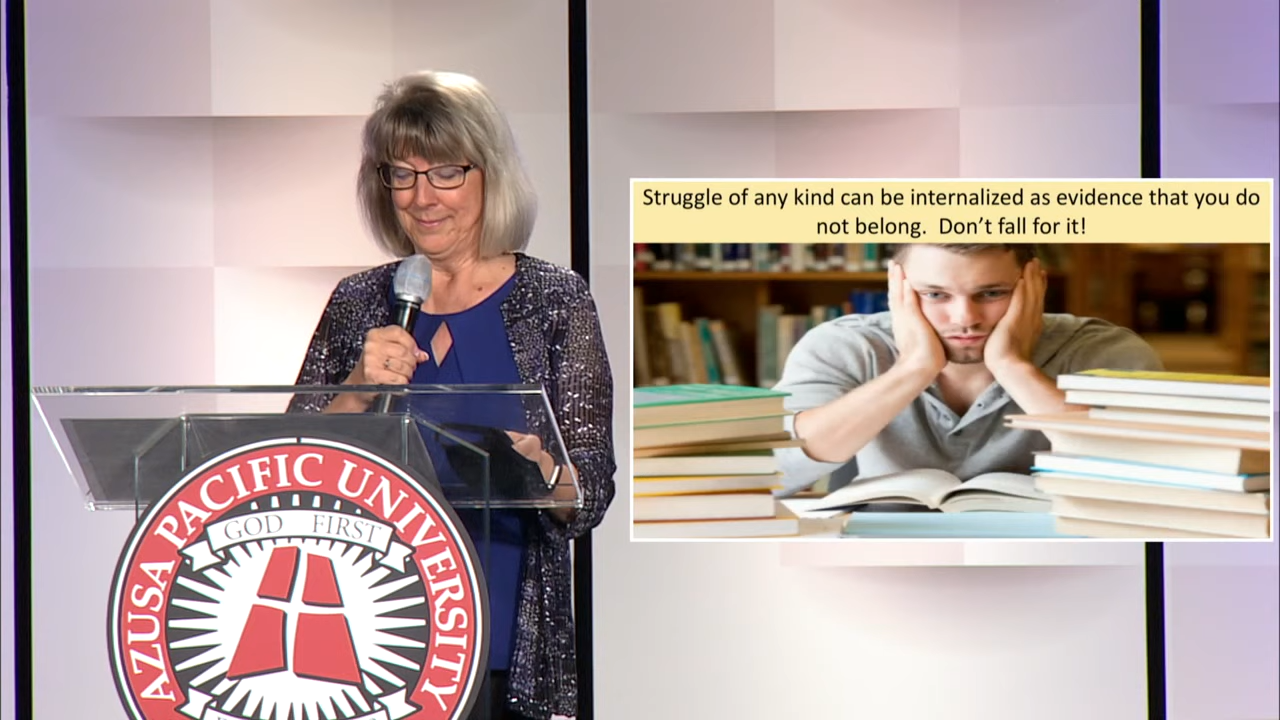 Struggle of any kind can be internalized as evidence that you do
not belong.  Don’t fall for it!
AZUSA PACIFIC UNIVERSITY
GOD FIRST